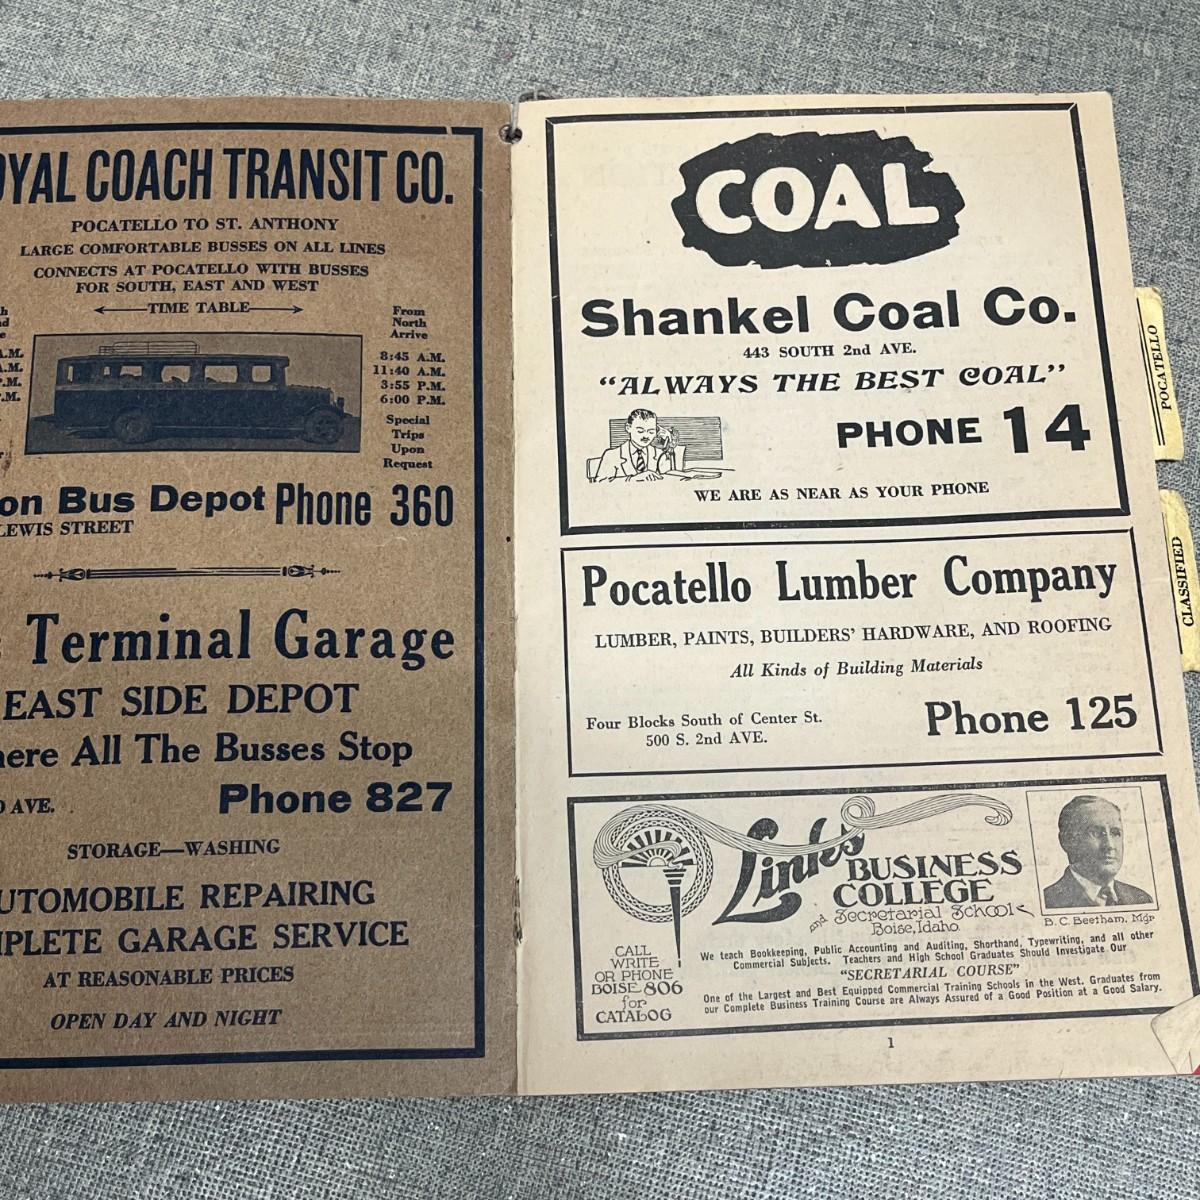 OYAL COACH TRANSIT CO.
POCATELLO TO ST. ANTHONY
LARGE COMFORTABLE BUSSES ON ALL LINES
CONNECTS AT POCATELLO WITH BUSSES
FOR SOUTH, EAST AND WEST
TIME TABLE
From
North
Arrive
8:45 A.M.
11:40 A.M.
3:55 P.M.
6:00 P.M.
Special
Trips
Upon
Request
A.M.
A.M.
P.M.
P.M.
on Bus Depot Phone 360
LEWIS STREET
Terminal Garage
EAST SIDE DEPOT
here All The Busses Stop
D AVE. Phone 827
STORAGE—WASHING
UTOMOBILE REPAIRING
MPLETE GARAGE SERVICE
AT REASONABLE PRICES
OPEN DAY AND NIGHT
COAL
Shankel Coal Co.
443 SOUTH 2nd AVE.
"ALWAYS THE BEST COAL"
PHONE 14
WE ARE AS NEAR AS YOUR PHONE
Pocatello Lumber Company
LUMBER, PAINTS, BUILDERS' HARDWARE, AND ROOFING
All Kinds of Building Materials
Four Blocks South of Center St.
500 S. 2nd AVE.
Phone 125
Link's
BUSINESS
COLLEGE
and Secretarial School
Boise, Idaho.
B. C. Beetham, Mgr
CALL
WRITE
OR PHONE
BOISE 806
for
CATALOG
We teach Bookkeeping, Public Accounting and Auditing, Shorthand, Typewriting, and all other
Commercial Subjects. Teachers and High School Graduates Should Investigate Our
"SECRETARIAL COURSE"
One of the Largest and Best Equipped Commercial Training Schools in the West. Graduates from
our Complete Business Training Course are Always Assured of a Good Position at a Good Salary.
1
POCATELLO
CLASSIFIED